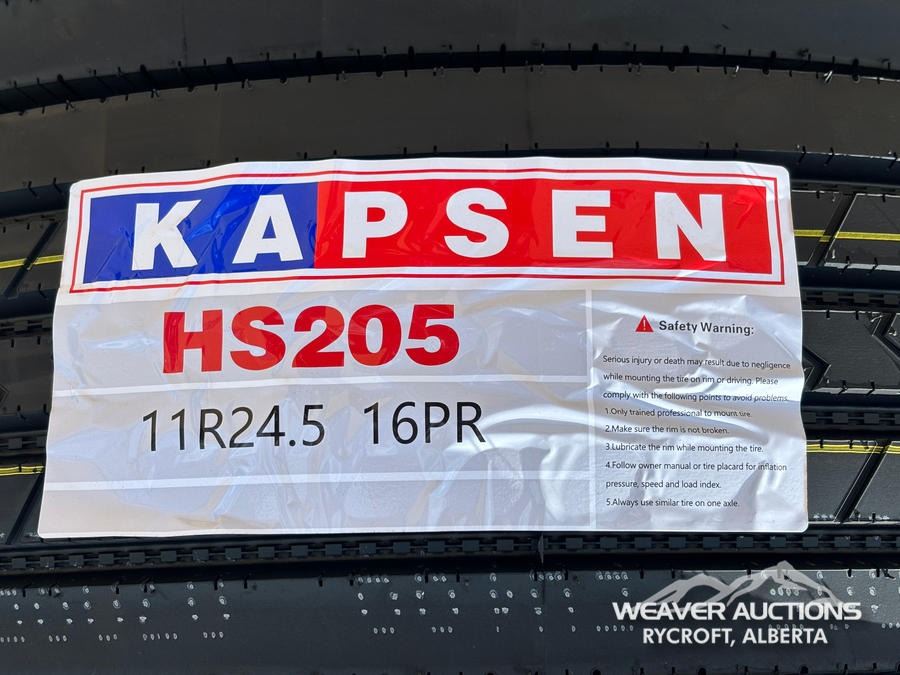 KAPSEN
HS205
11R24.5 16PR
Safety Warning:
Serious injury or death may result due to negligence
while mounting the tire on rim or driving. Please
comply with the following points to avoid problems.
1.Only trained professional to mount tire.
2.Make sure the rim is not broken.
3.Lubricate the rim while mounting the tire.
4.Follow owner manual or tire placard for inflation
pressure, speed and load index.
5.Always use similar tire on one axle.
WEAVER AUCTIONS
RYCROFT, ALBERTA